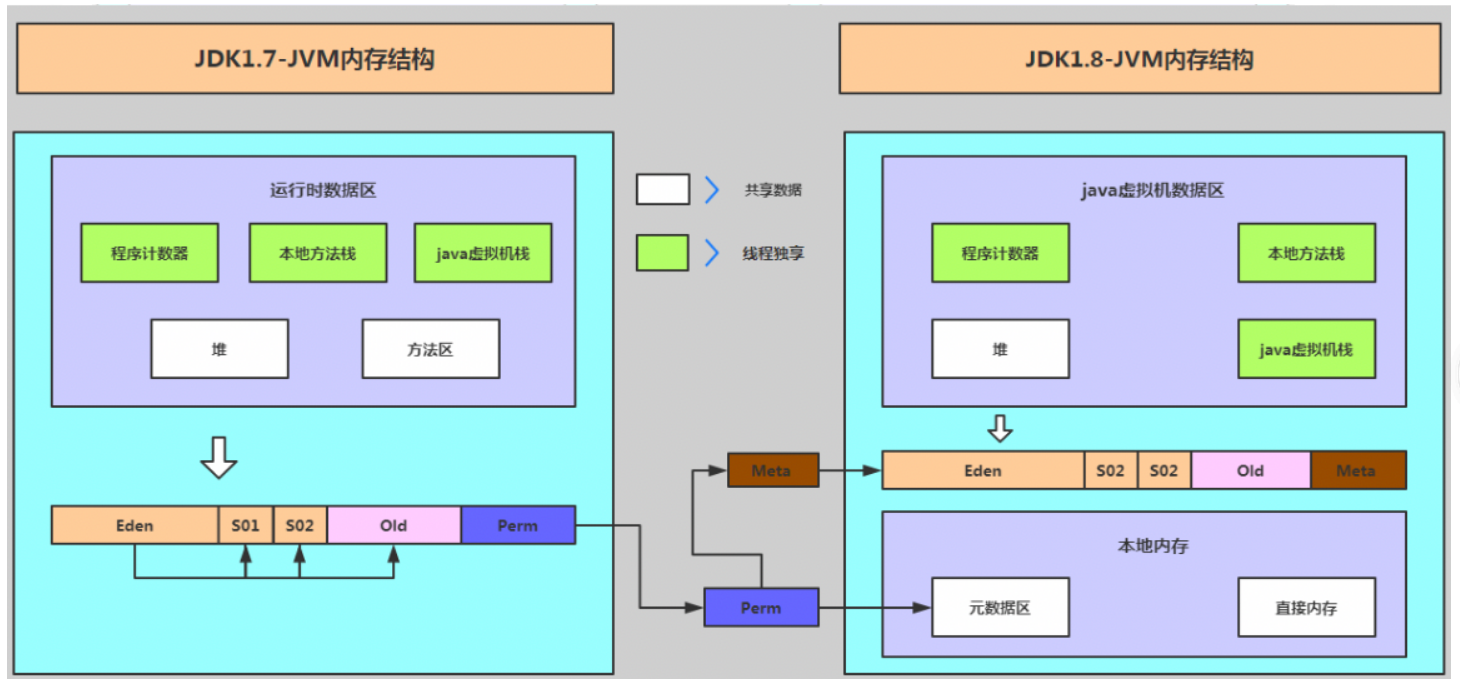 JDK1.7-JVM内存结构
JDK1.8-JVM内存结构
运行时数据区
程序计数器
本地方法栈
java虚拟机栈
堆
方法区
Eden
S01
S02
Old
Perm
共享数据
线程独享
Meta
Perm
java虚拟机数据区
程序计数器
本地方法栈
堆
java虚拟机栈
Eden
S02
S02
Old
Meta
本地内存
元数据区
直接内存